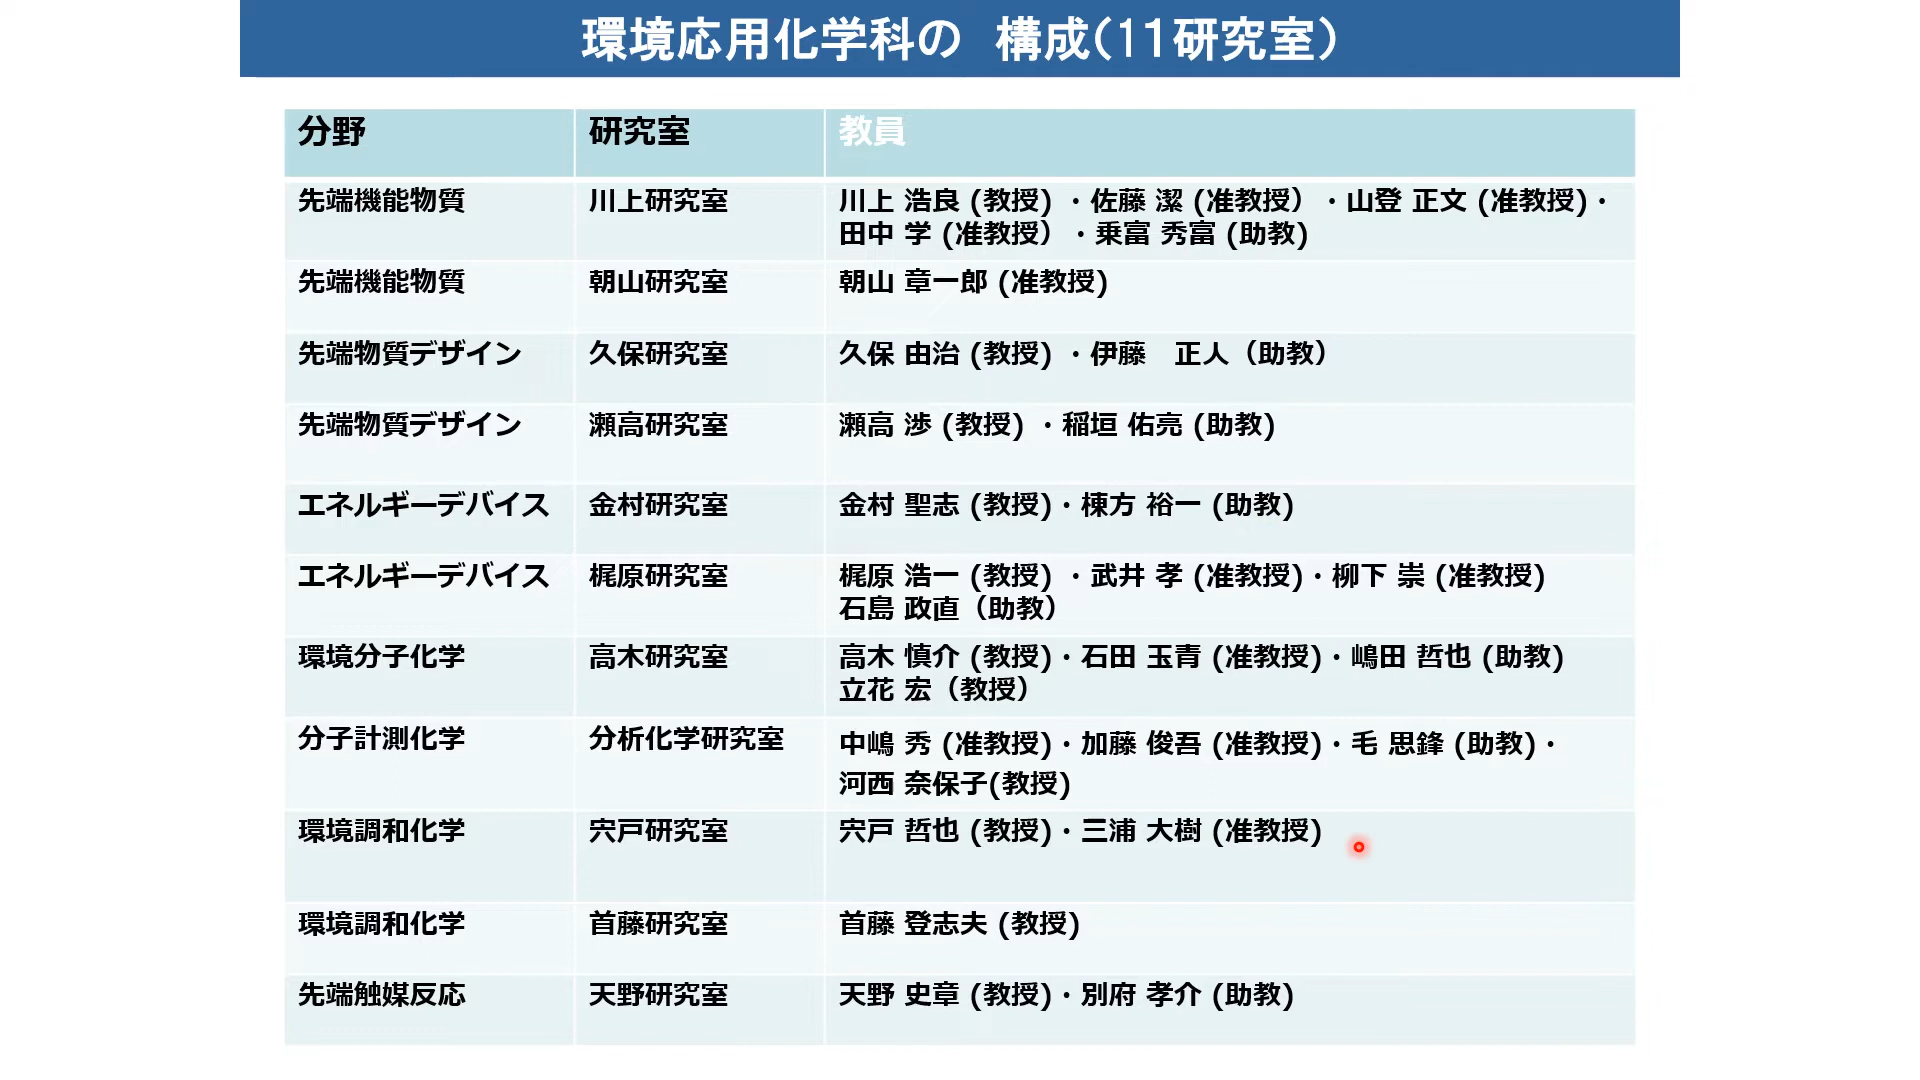 環境応用化学科の 構成(11研究室)
分野 研究室 教員
先端機能物質 川上研究室 川上 浩良 (教授) ・佐藤 潔 (准教授）・山登 正文 (准教授)・
田中 学 (准教授）・乗富 秀富 (助教)
先端機能物質 朝山研究室 朝山 章一郎 (准教授)
先端物質デザイン 久保研究室 久保 由治 (教授) ・伊藤　正人（助教）
先端物質デザイン 瀬高研究室 瀬高 渉 (教授) ・稲垣 佑亮 (助教)
エネルギーデバイス 金村研究室 金村 聖志 (教授)・棟方 裕一 (助教)
エネルギーデバイス 梶原研究室 梶原 浩一 (教授) ・武井 孝 (准教授)・柳下 崇 (准教授)
石島 政直（助教）
環境分子化学 高木研究室 高木 慎介 (教授)・石田 玉青 (准教授)・嶋田 哲也 (助教)
立花 宏（教授）
分子計測化学 分析化学研究室 中嶋 秀 (准教授)・加藤 俊吾 (准教授)・毛 思鋒 (助教)・
河西 奈保子(教授)
環境調和化学 宍戸研究室 宍戸 哲也 (教授)・三浦 大樹 (准教授)
環境調和化学 首藤研究室 首藤 登志夫 (教授)
先端触媒反応 天野研究室 天野 史章 (教授)・別府 孝介 (助教)